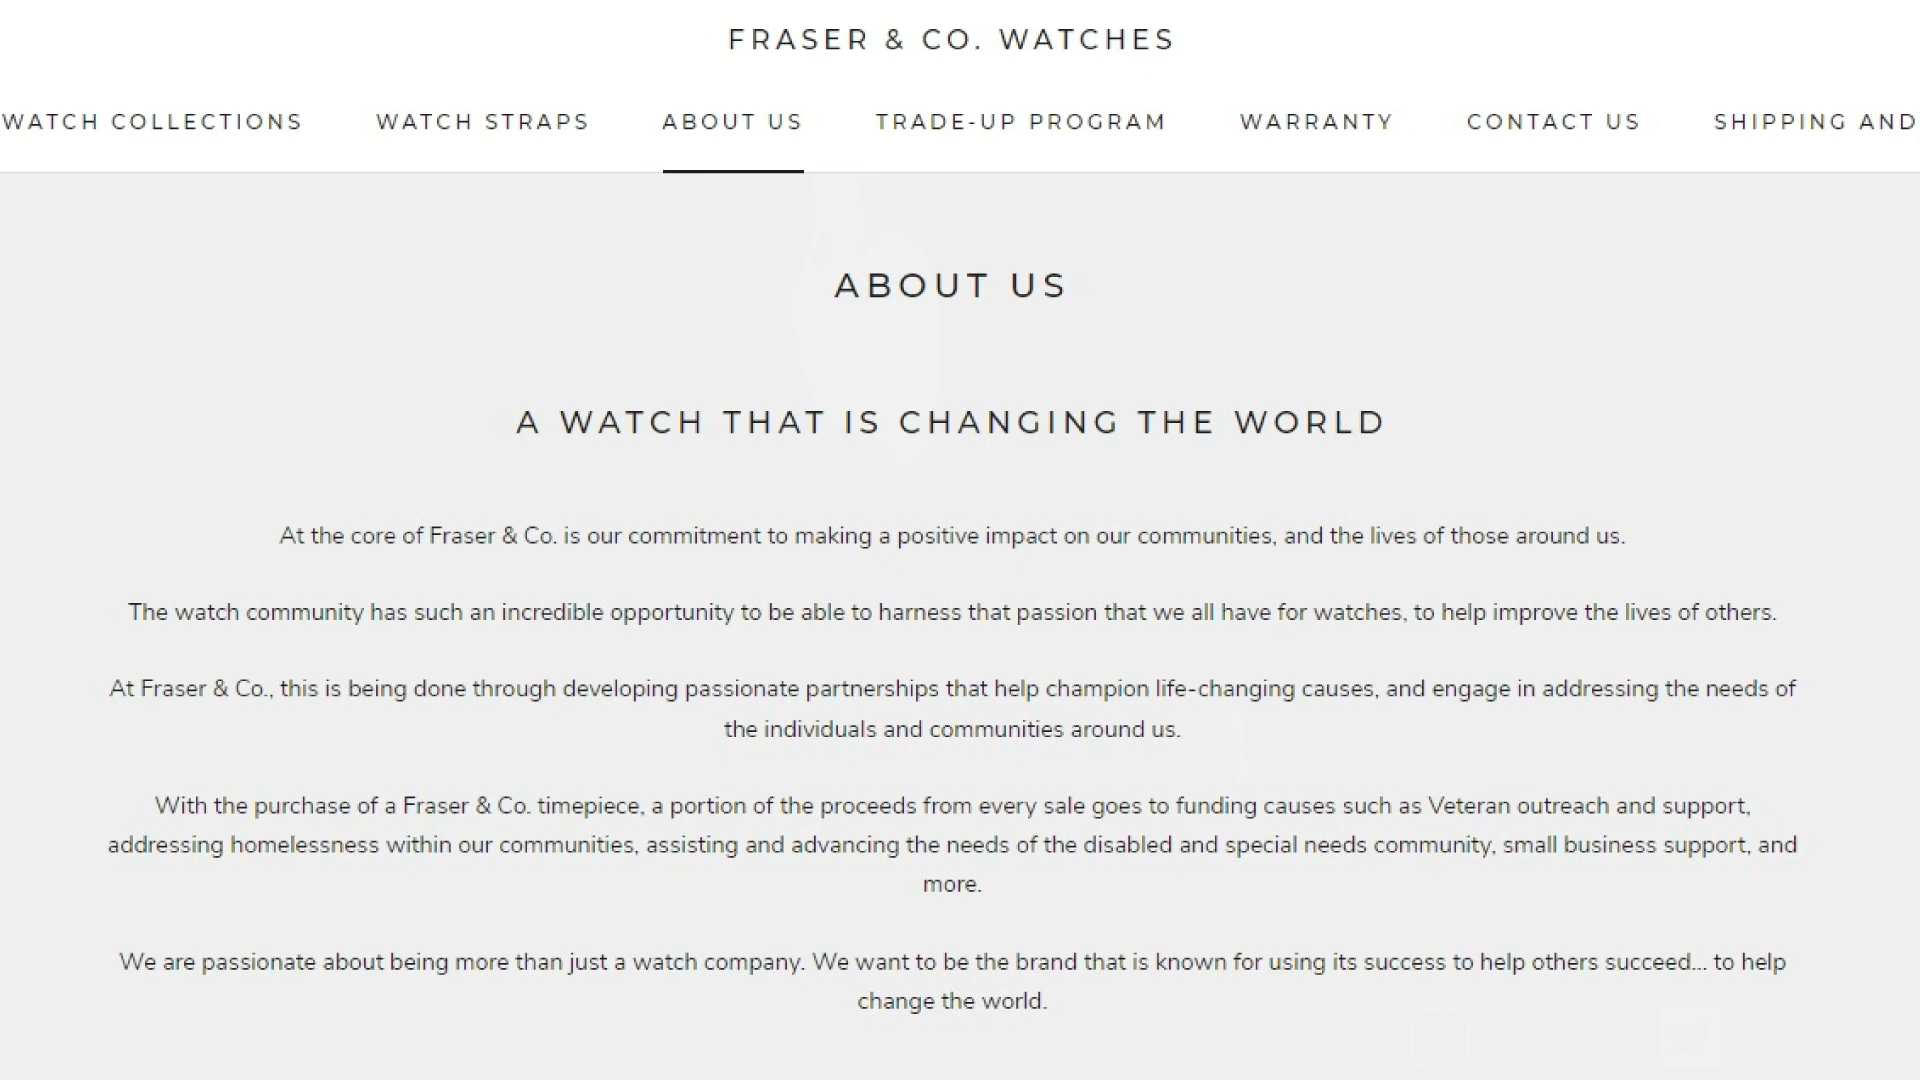 FRASER & CO. WATCHES
WATCH COLLECTIONS WATCH STRAPS ABOUT US TRADE-UP PROGRAM WARRANTY CONTACT US SHIPPING AND
ABOUT US
A WATCH THAT IS CHANGING THE WORLD
At the core of Fraser & Co. is our commitment to making a positive impact on our communities, and the lives of those around us.
The watch community has such an incredible opportunity to be able to harness that passion that we all have for watches, to help improve the lives of others.
At Fraser & Co., this is being done through developing passionate partnerships that help champion life-changing causes, and engage in addressing the needs of
the individuals and communities around us.
With the purchase of a Fraser & Co. timepiece, a portion of the proceeds from every sale goes to funding causes such as Veteran outreach and support,
addressing homelessness within our communities, assisting and advancing the needs of the disabled and special needs community, small business support, and
more.
We are passionate about being more than just a watch company. We want to be the brand that is known for using its success to help others succeed... to help
change the world.